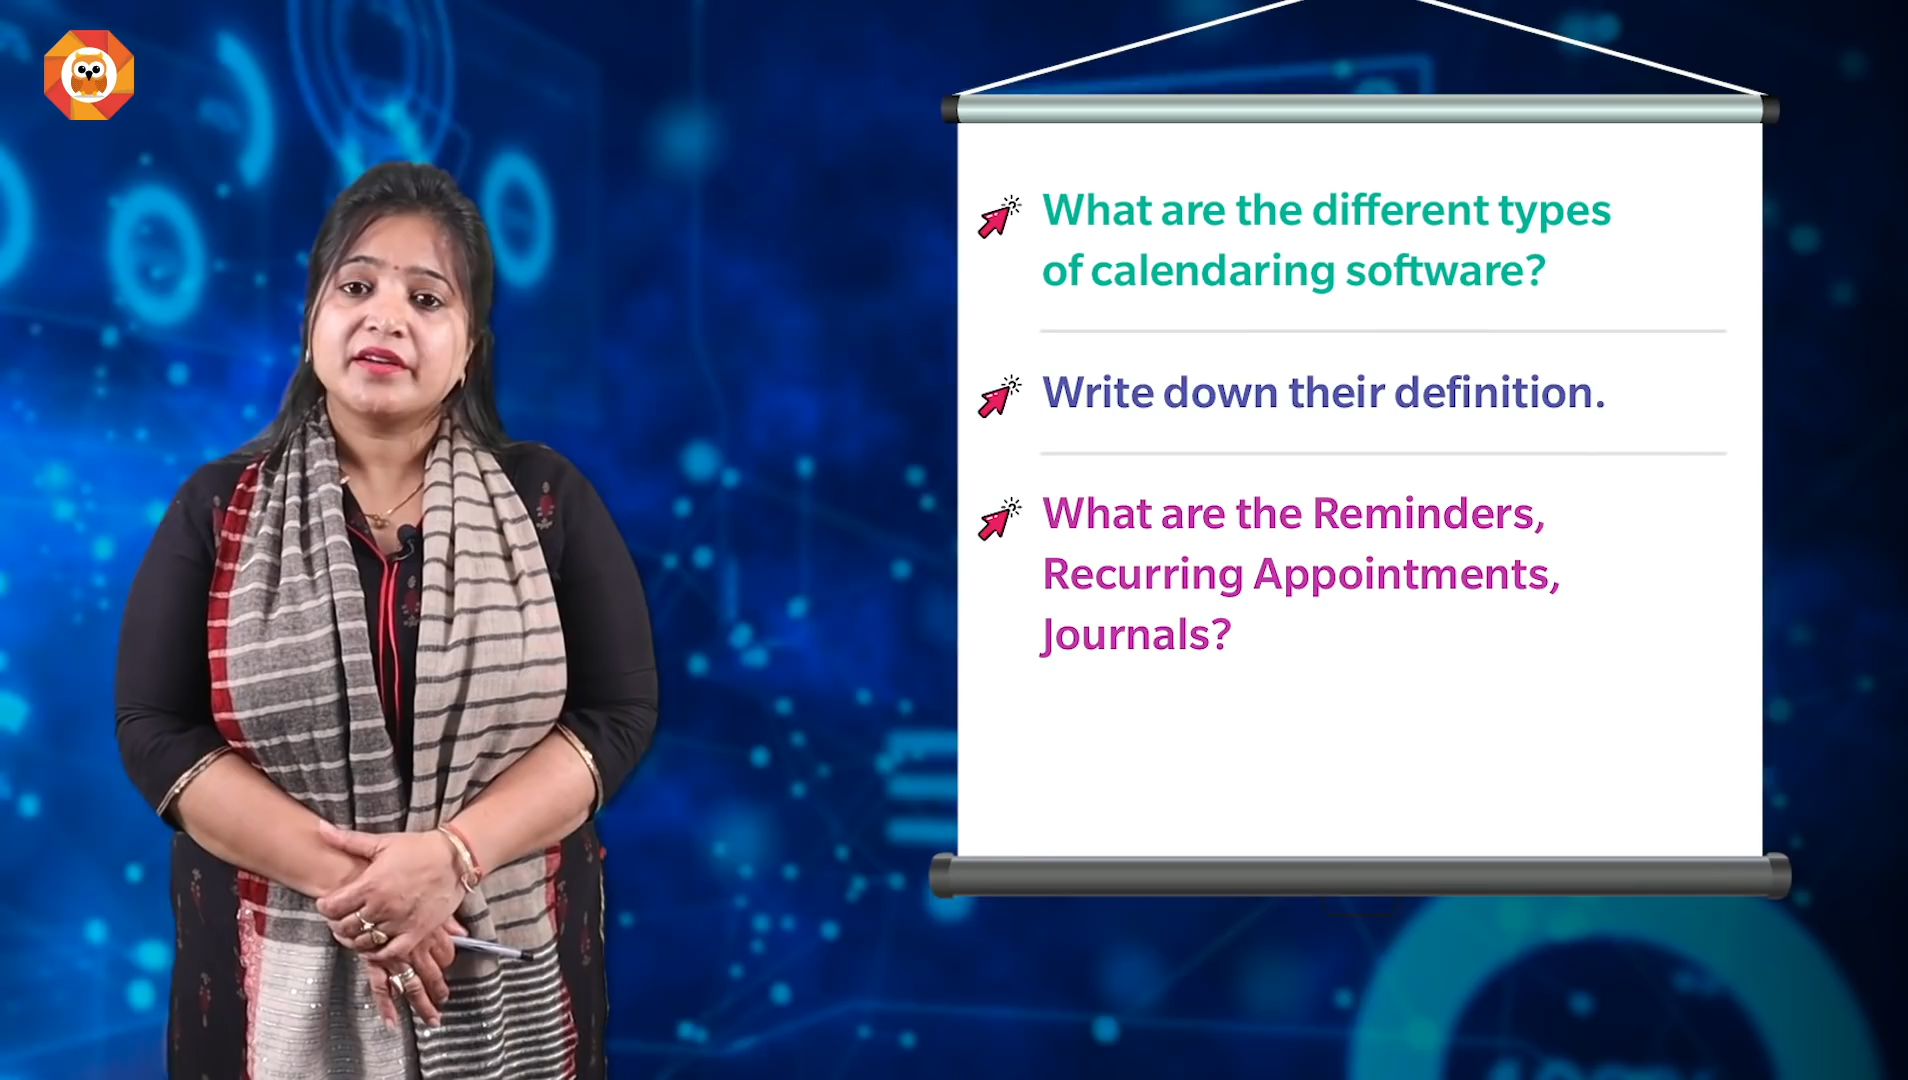 What are the different types
of calendaring software?
Write down their definition.
What are the Reminders,
Recurring Appointments,
Journals?